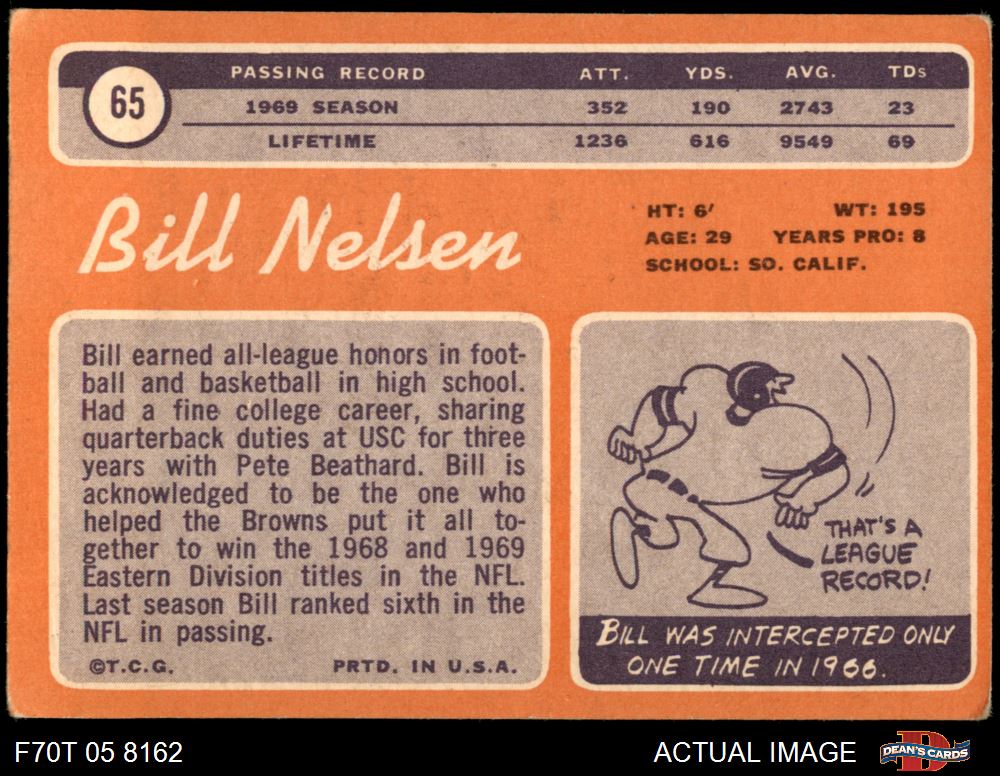 65
PASSING RECORD ATT. YDS. AVG. TDs
1969 SEASON 352 190 2743 23
LIFETIME 1236 616 9549 69
Bill Nelsen
HT: 6' WT: 195
AGE: 29 YEARS PRO: 8
SCHOOL: SO. CALIF.
Bill earned all-league honors in foot-
ball and basketball in high school.
Had a fine college career, sharing
quarterback duties at USC for three
years with Pete Beathard. Bill is
acknowledged to be the one who
helped the Browns put it all to-
gether to win the 1968 and 1969
Eastern Division titles in the NFL.
Last season Bill ranked sixth in the
NFL in passing.
©T.C.G. PRTD. IN U.S.A.
THAT'S A
LEAGUE
RECORD!
BILL WAS INTERCEPTED ONLY
ONE TIME IN 1966.
F70T 05 8162 ACTUAL IMAGE D DEAN'S CARDS